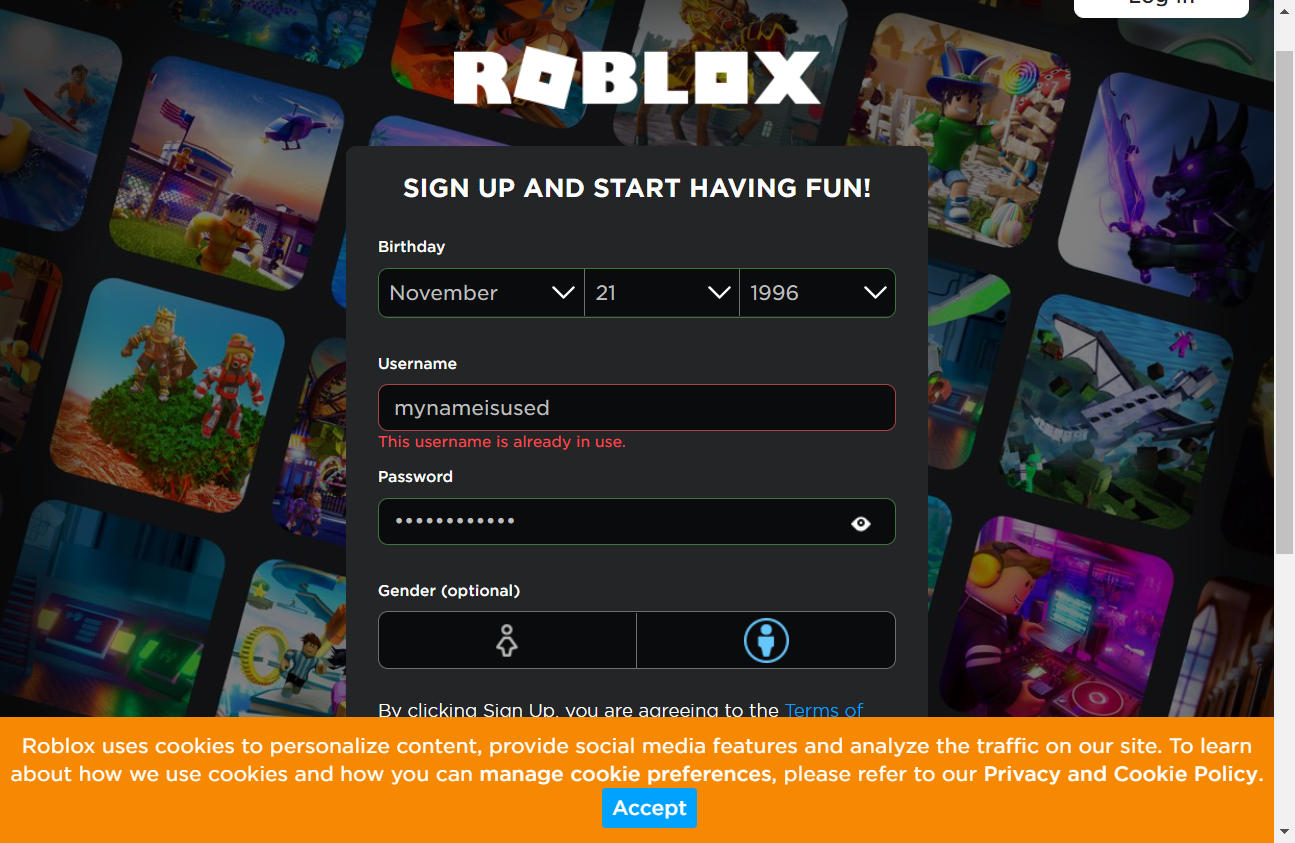 Log In
ROBLOX
SIGN UP AND START HAVING FUN!
Birthday
November 21 1996
Username
mynameisused
This username is already in use.
Password
••••••••••••
Gender (optional)
By clicking Sign Up, you are agreeing to the Terms of
Roblox uses cookies to personalize content, provide social media features and analyze the traffic on our site. To learn
about how we use cookies and how you can manage cookie preferences, please refer to our Privacy and Cookie Policy.
Accept